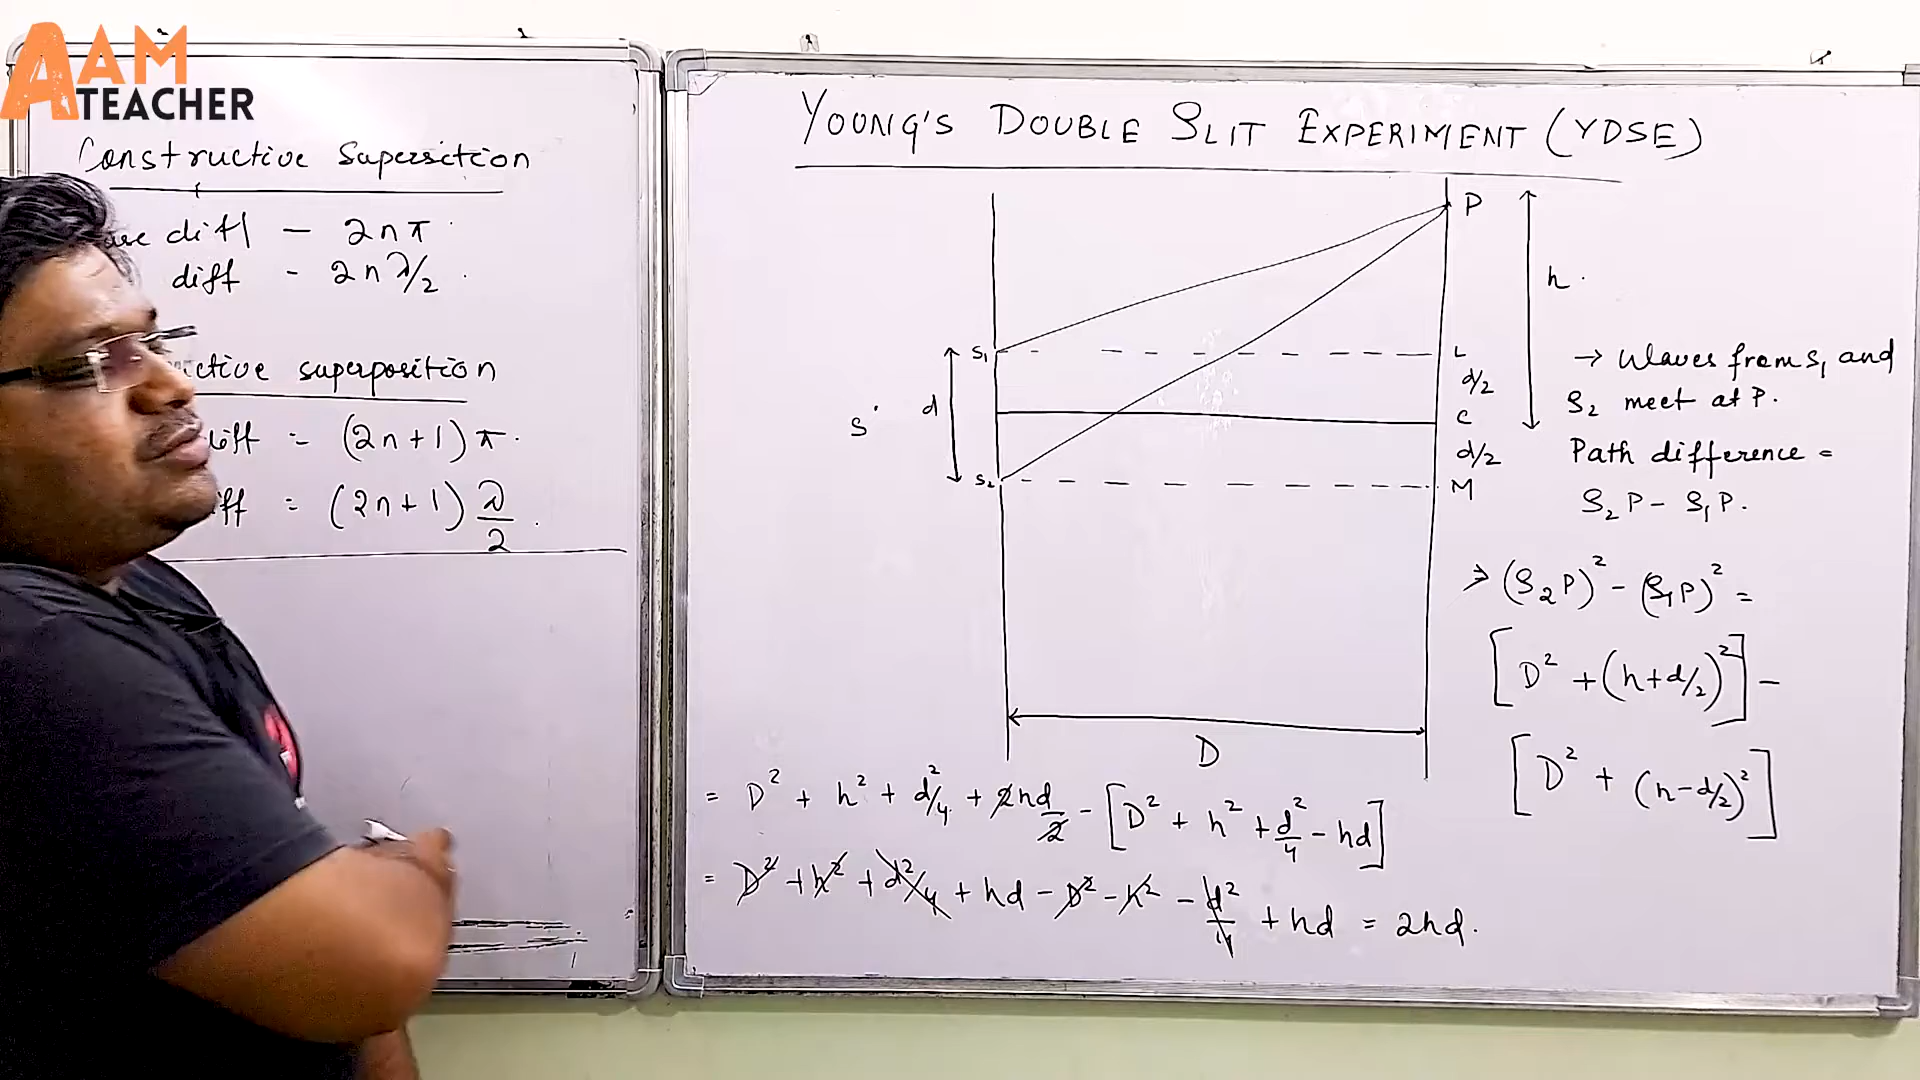 AAM
TEACHER
Constructive Supersition
diff — 2nπ
diff - 2nλ/2
superposition
diff = (2n+1)π.
= (2n+1) λ/2.
YOUNG'S DOUBLE SLIT EXPERIMENT (YDSE)
P
h.
S₁
L
d/2
d
S
C
d/2
S₂
M
D
→ Waves from S₁ and
S₂ meet at P.
Path difference =
S₂P - S₁P.
⇒ (S₂P)² - (S₁P)² =
[D² + (h+d/2)²] -
[D² + (h-d/2)²]
= D² + h² + d²/4 + 2hd/2 - [D² + h² + d²/4 - hd]
= D² + h² + d²/4 + hd - D² - h² - d²/4 + hd = 2hd.